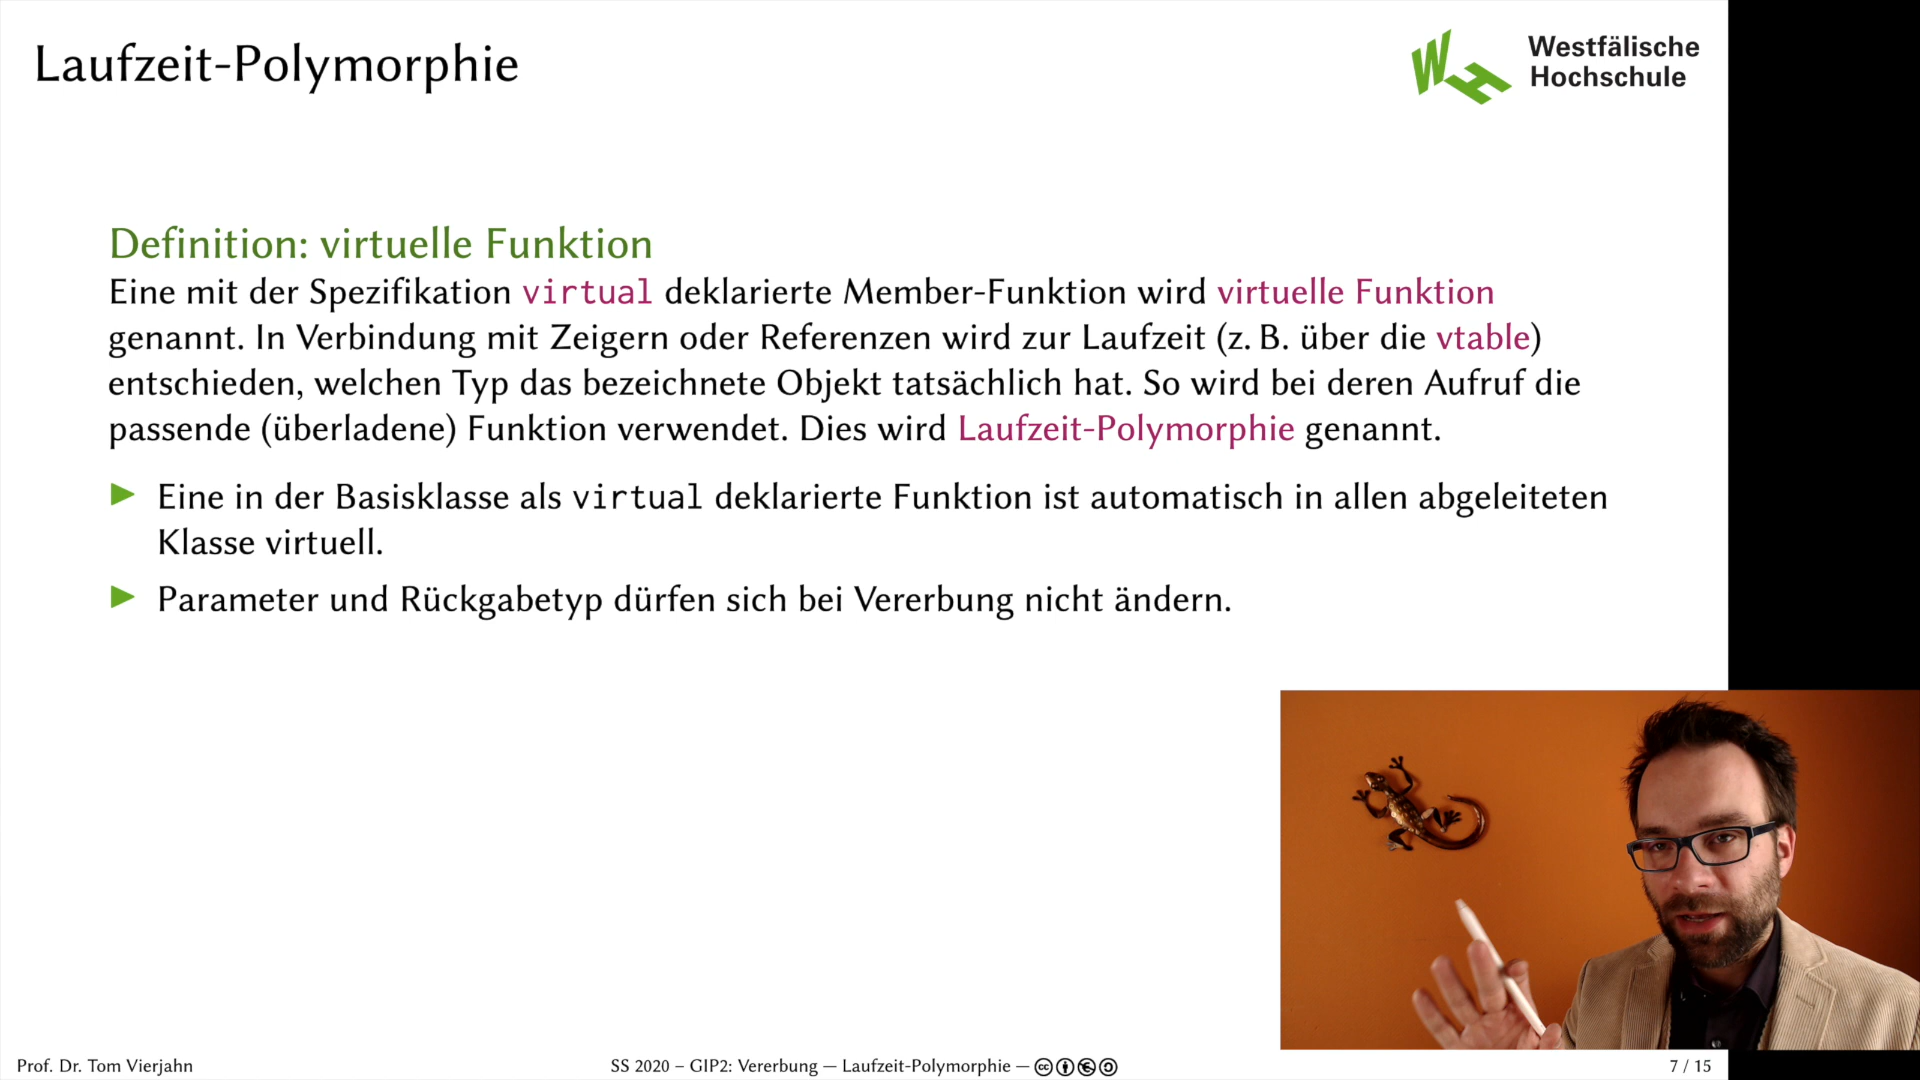 Laufzeit-Polymorphie
Westfälische
Hochschule
Definition: virtuelle Funktion
Eine mit der Spezifikation virtual deklarierte Member-Funktion wird virtuelle Funktion
genannt. In Verbindung mit Zeigern oder Referenzen wird zur Laufzeit (z. B. über die vtable)
entschieden, welchen Typ das bezeichnete Objekt tatsächlich hat. So wird bei deren Aufruf die
passende (überladene) Funktion verwendet. Dies wird Laufzeit-Polymorphie genannt.
▶ Eine in der Basisklasse als virtual deklarierte Funktion ist automatisch in allen abgeleiteten
Klasse virtuell.
▶ Parameter und Rückgabetyp dürfen sich bei Vererbung nicht ändern.
Prof. Dr. Tom Vierjahn
SS 2020 – GIP2: Vererbung — Laufzeit-Polymorphie —
7 / 15